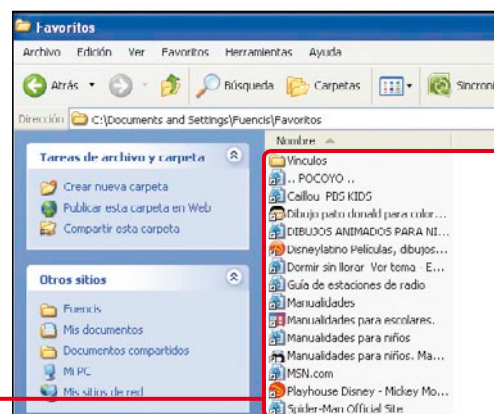 Favoritos
Archivo Edición Ver Favoritos Herramientas Ayuda
Atrás Búsqueda Carpetas Sincroni
Dirección C:\Documents and Settings\Fuencis\Favoritos
Tareas de archivo y carpeta
Crear nueva carpeta
Publicar esta carpeta en Web
Compartir esta carpeta
Otros sitios
Fuencis
Mis documentos
Documentos compartidos
Mi PC
Mis sitios de red
Nombre
Vínculos
.. POCOYO ..
Caillou PBS KIDS
Dibujo pato donald para color...
DIBUJOS ANIMADOS PARA NI...
Disneylatino Películas, dibujos...
Dormir sin llorar Ver tema - E...
Guía de estaciones de radio
Manualidades
Manualidades para escolares.
Manualidades para niños
Manualidades para niños. Ma...
MSN.com
Playhouse Disney - Mickey Mo...
Spider-Man Official Site